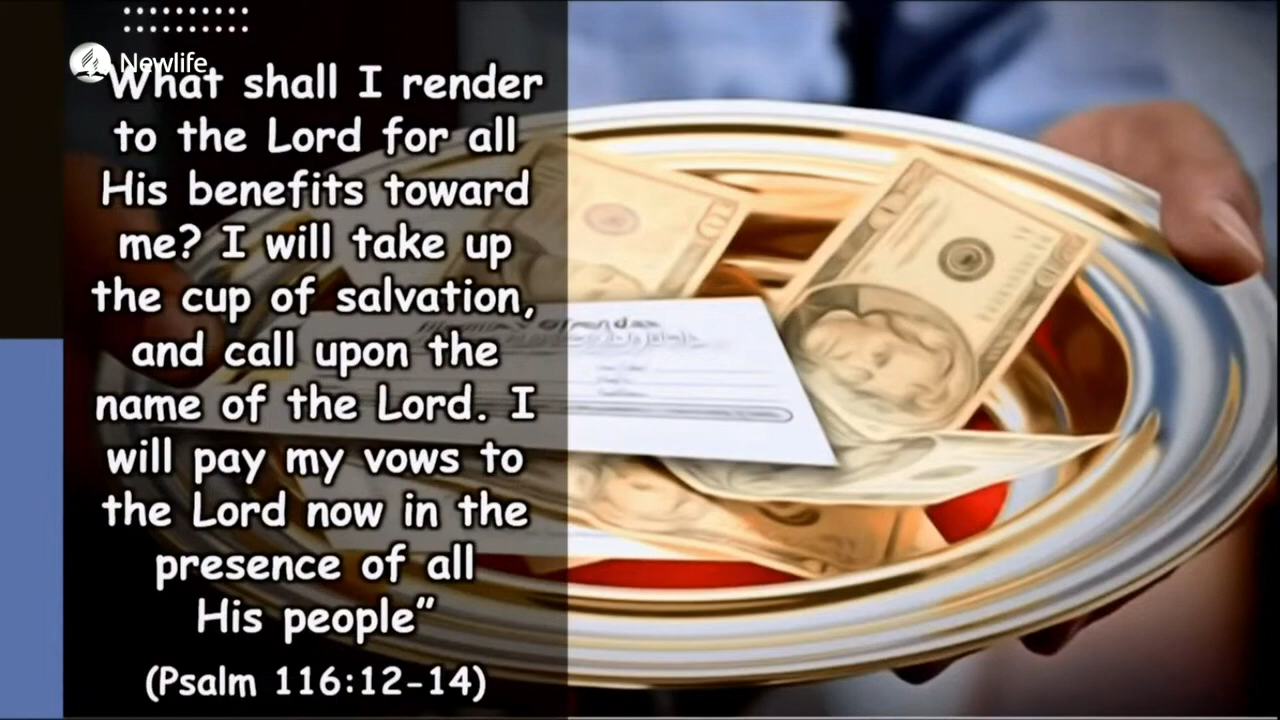 Newlife
"What shall I render
to the Lord for all
His benefits toward
me? I will take up
the cup of salvation,
and call upon the
name of the Lord. I
will pay my vows to
the Lord now in the
presence of all
His people”
(Psalm 116:12-14)